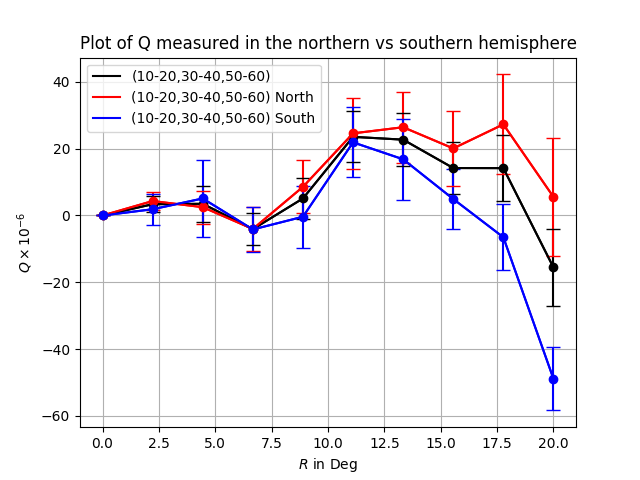 Plot of Q measured in the northern vs southern hemisphere
(10-20,30-40,50-60)
(10-20,30-40,50-60) North
(10-20,30-40,50-60) South
40
20
0
−20
−40
−60
Q × 10⁻⁶
0.0 2.5 5.0 7.5 10.0 12.5 15.0 17.5 20.0
R in Deg